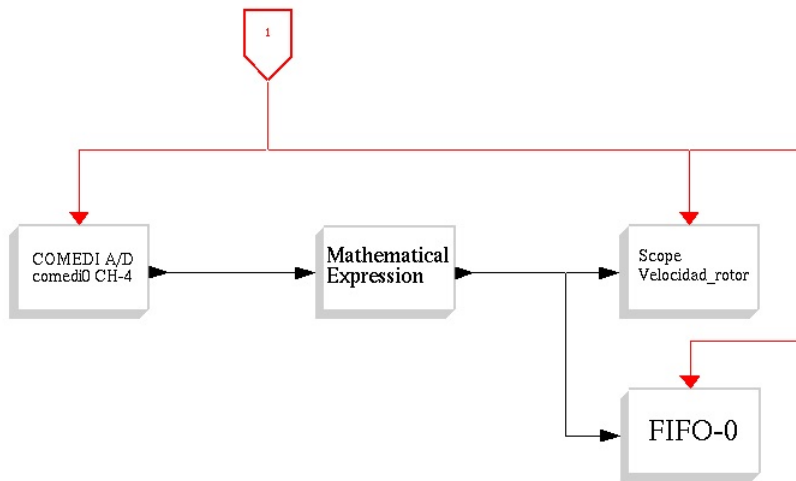 1
COMEDI A/D
comedi0 CH-4
Mathematical
Expression
Scope
Velocidad_rotor
FIFO-0